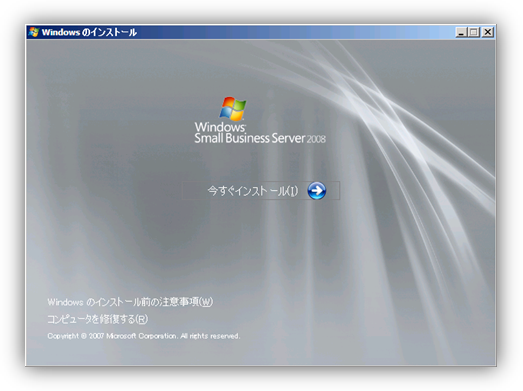 Windows のインストール
Windows
Small Business Server 2008
今すぐインストール(I)
Windows のインストール前の注意事項(W)
コンピュータを修復する(R)
Copyright © 2007 Microsoft Corporation. All rights reserved.